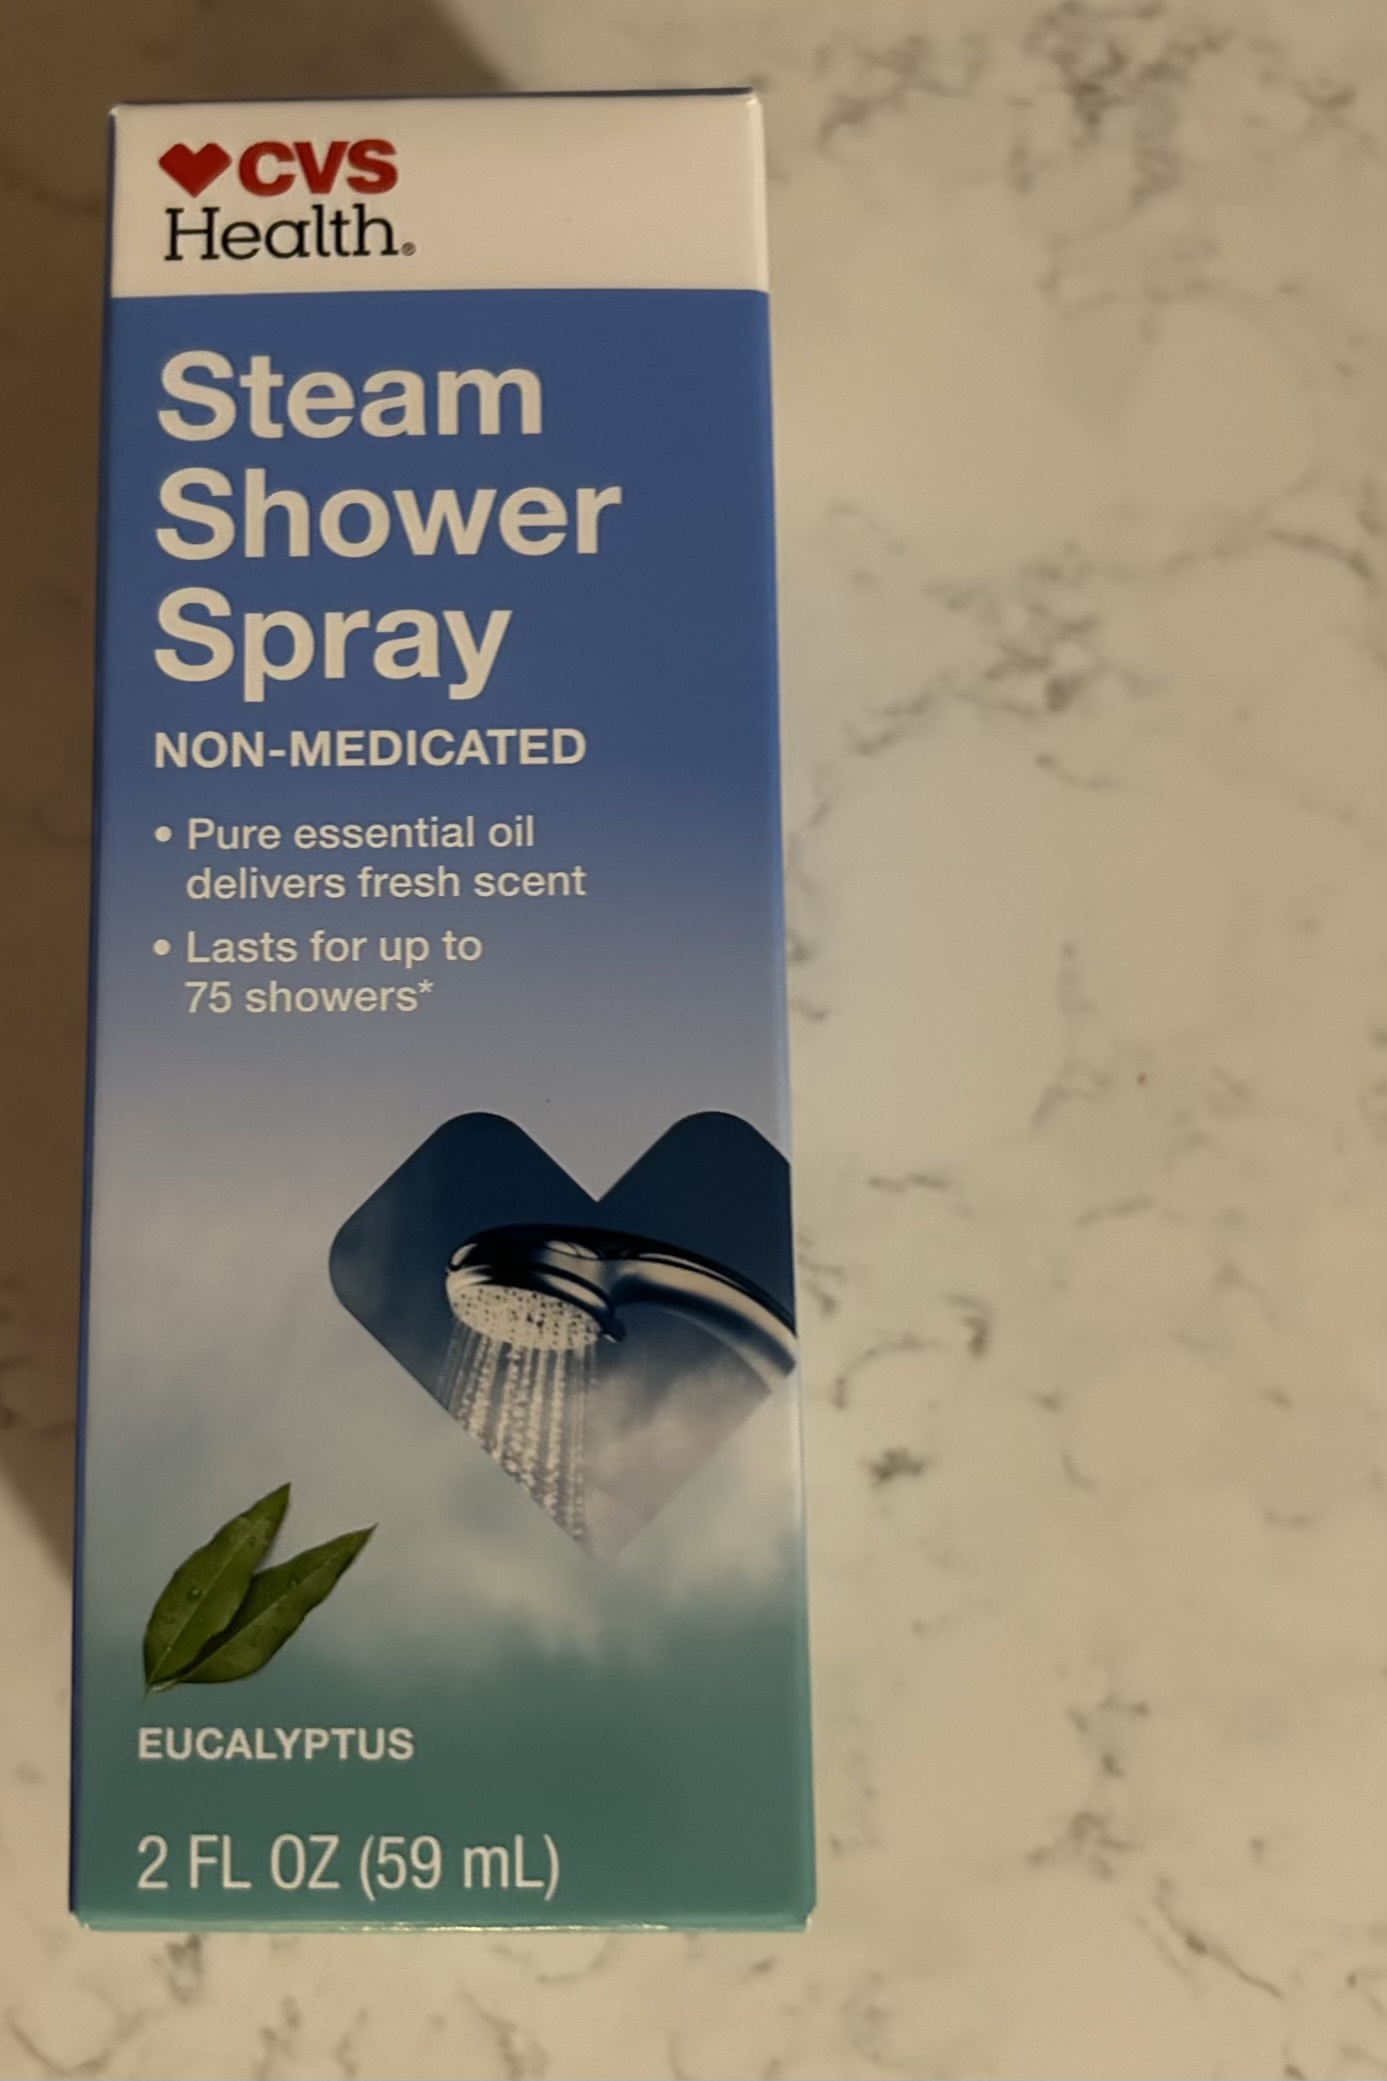 CVS
Health®
Steam
Shower
Spray
NON-MEDICATED
• Pure essential oil
delivers fresh scent
• Lasts for up to
75 showers*
EUCALYPTUS
2 FL OZ (59 mL)